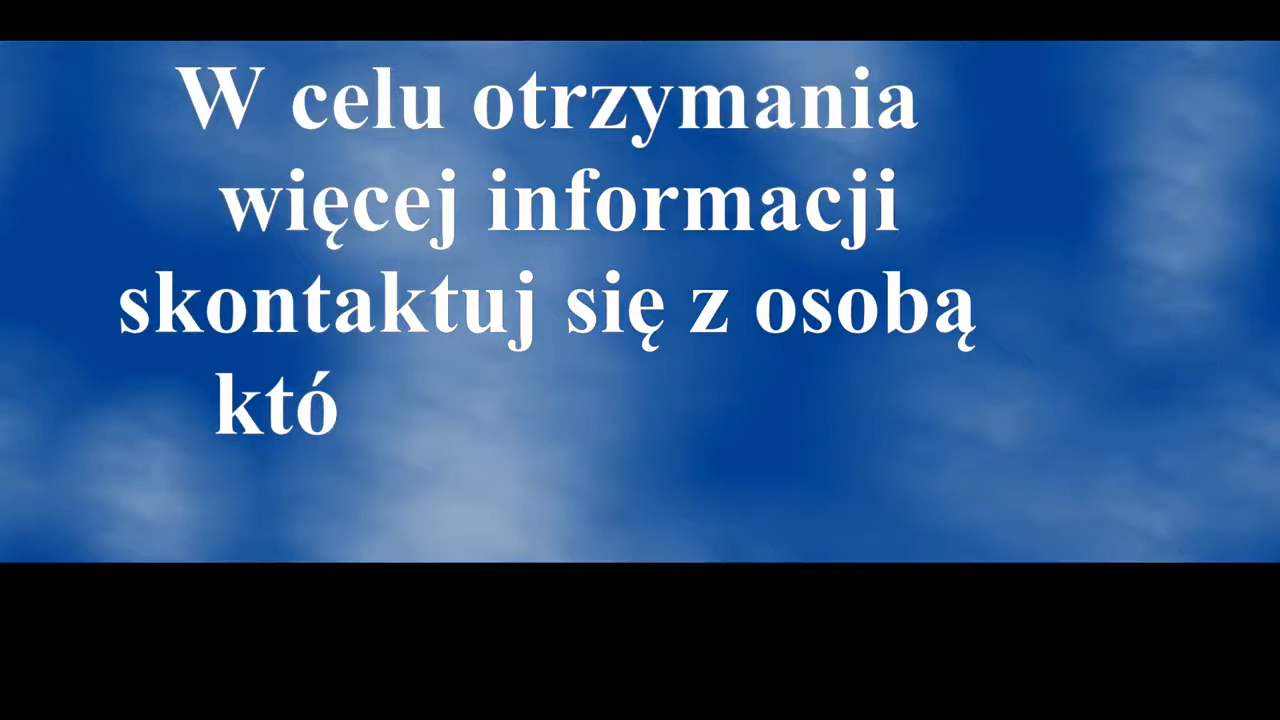 W celu otrzymania
więcej informacji
skontaktuj się z osobą
któ